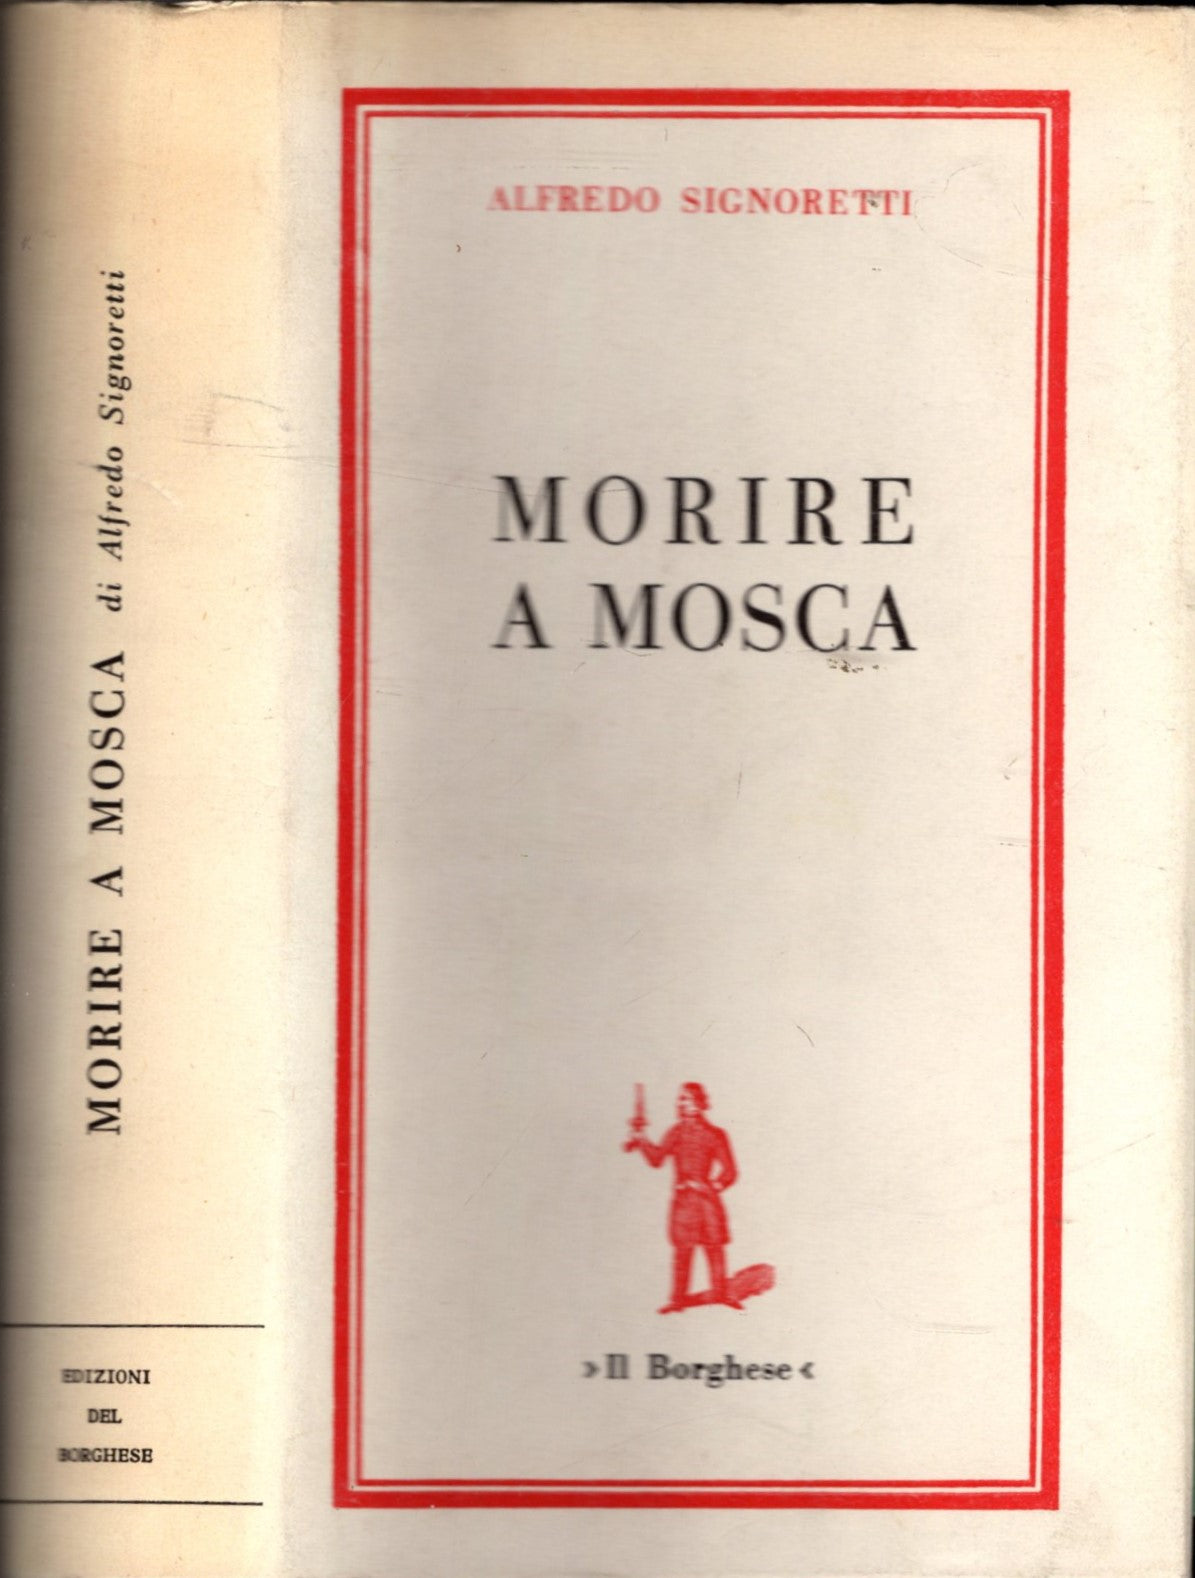 MORIRE A MOSCA di Alfredo Signoretti
EDIZIONI
DEL
BORGHESE
ALFREDO SIGNORETTI
MORIRE
A MOSCA
»Il Borghese«